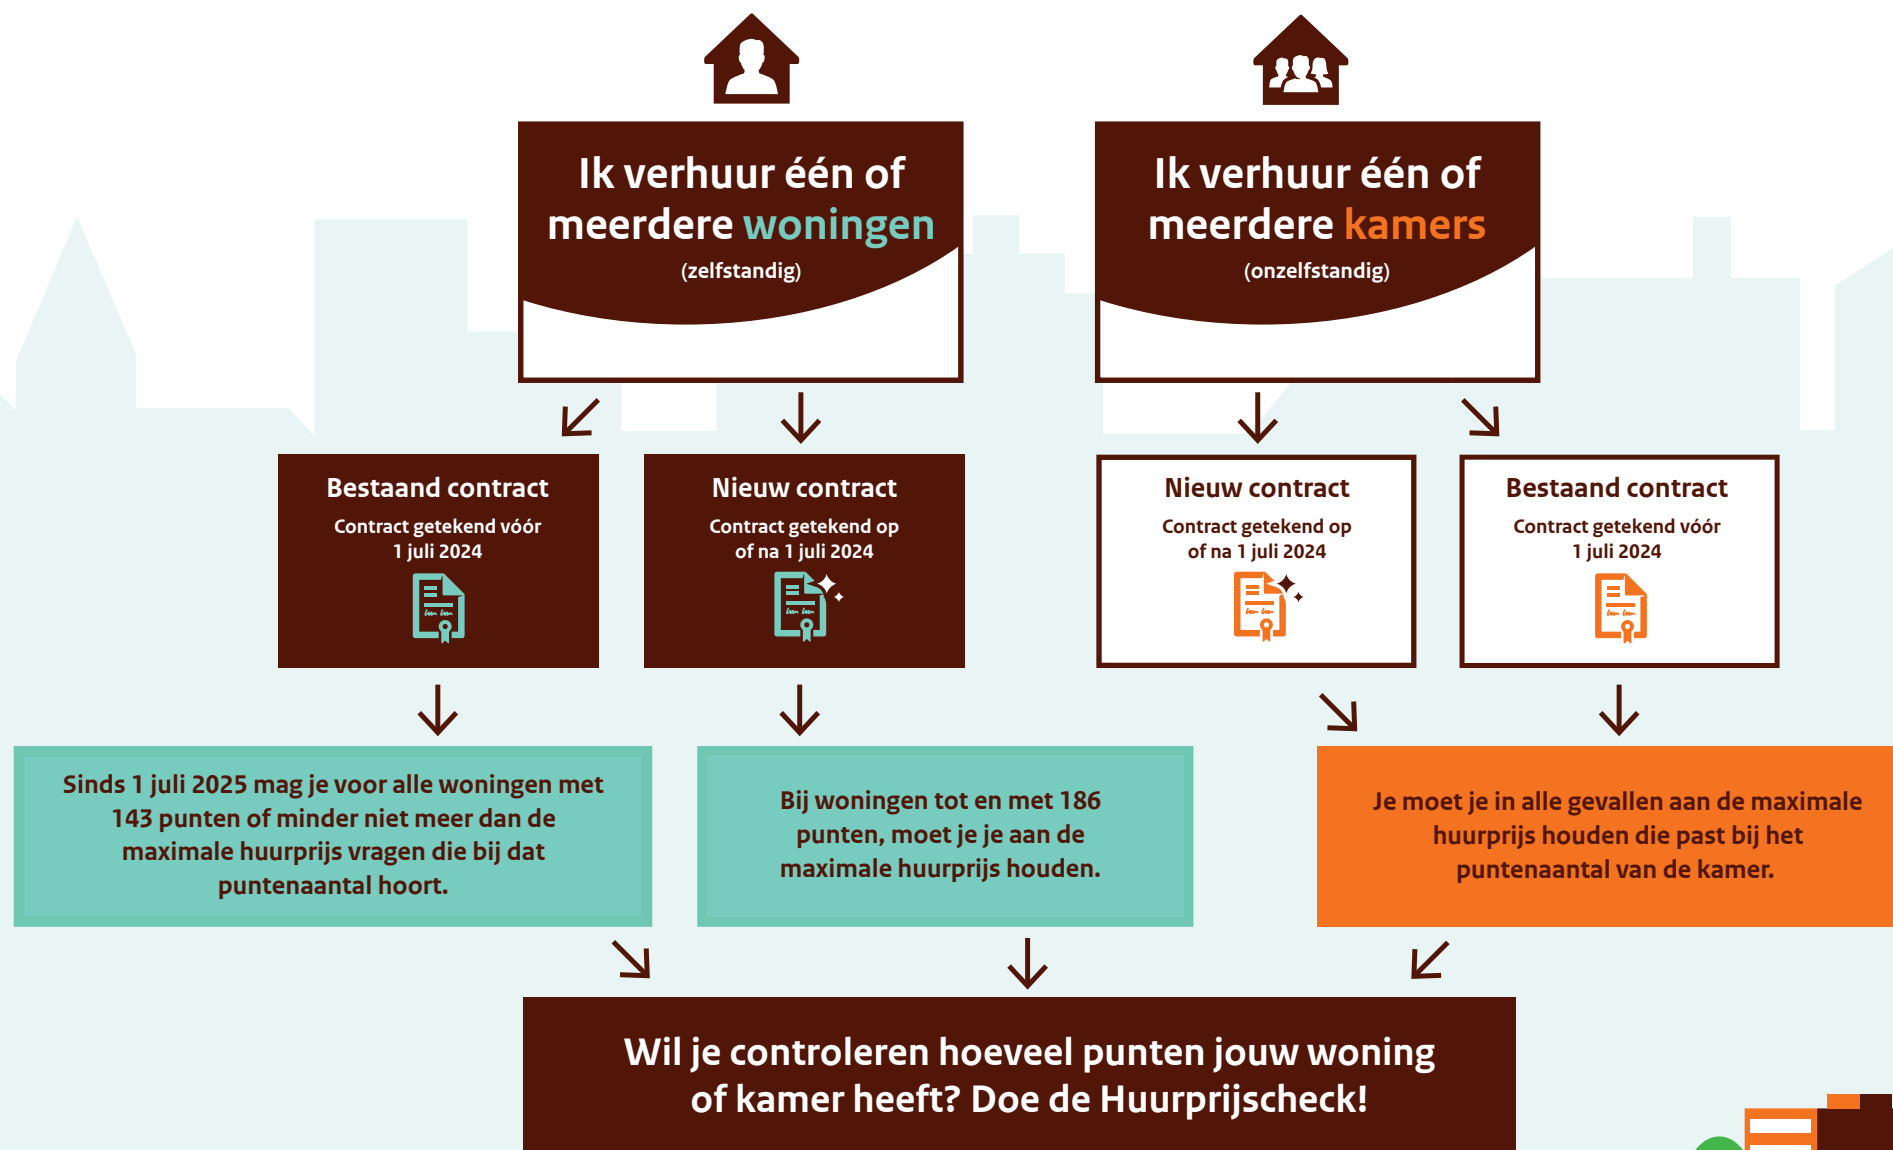 Ik verhuur één of
meerdere woningen
(zelfstandig)
Ik verhuur één of
meerdere kamers
(onzelfstandig)
Bestaand contract
Contract getekend vóór
1 juli 2024
Nieuw contract
Contract getekend op
of na 1 juli 2024
Nieuw contract
Contract getekend op
of na 1 juli 2024
Bestaand contract
Contract getekend vóór
1 juli 2024
Sinds 1 juli 2025 mag je voor alle woningen met
143 punten of minder niet meer dan de
maximale huurprijs vragen die bij dat
puntenaantal hoort.
Bij woningen tot en met 186
punten, moet je je aan de
maximale huurprijs houden.
Je moet je in alle gevallen aan de maximale
huurprijs houden die past bij het
puntenaantal van de kamer.
Wil je controleren hoeveel punten jouw woning
of kamer heeft? Doe de Huurprijscheck!